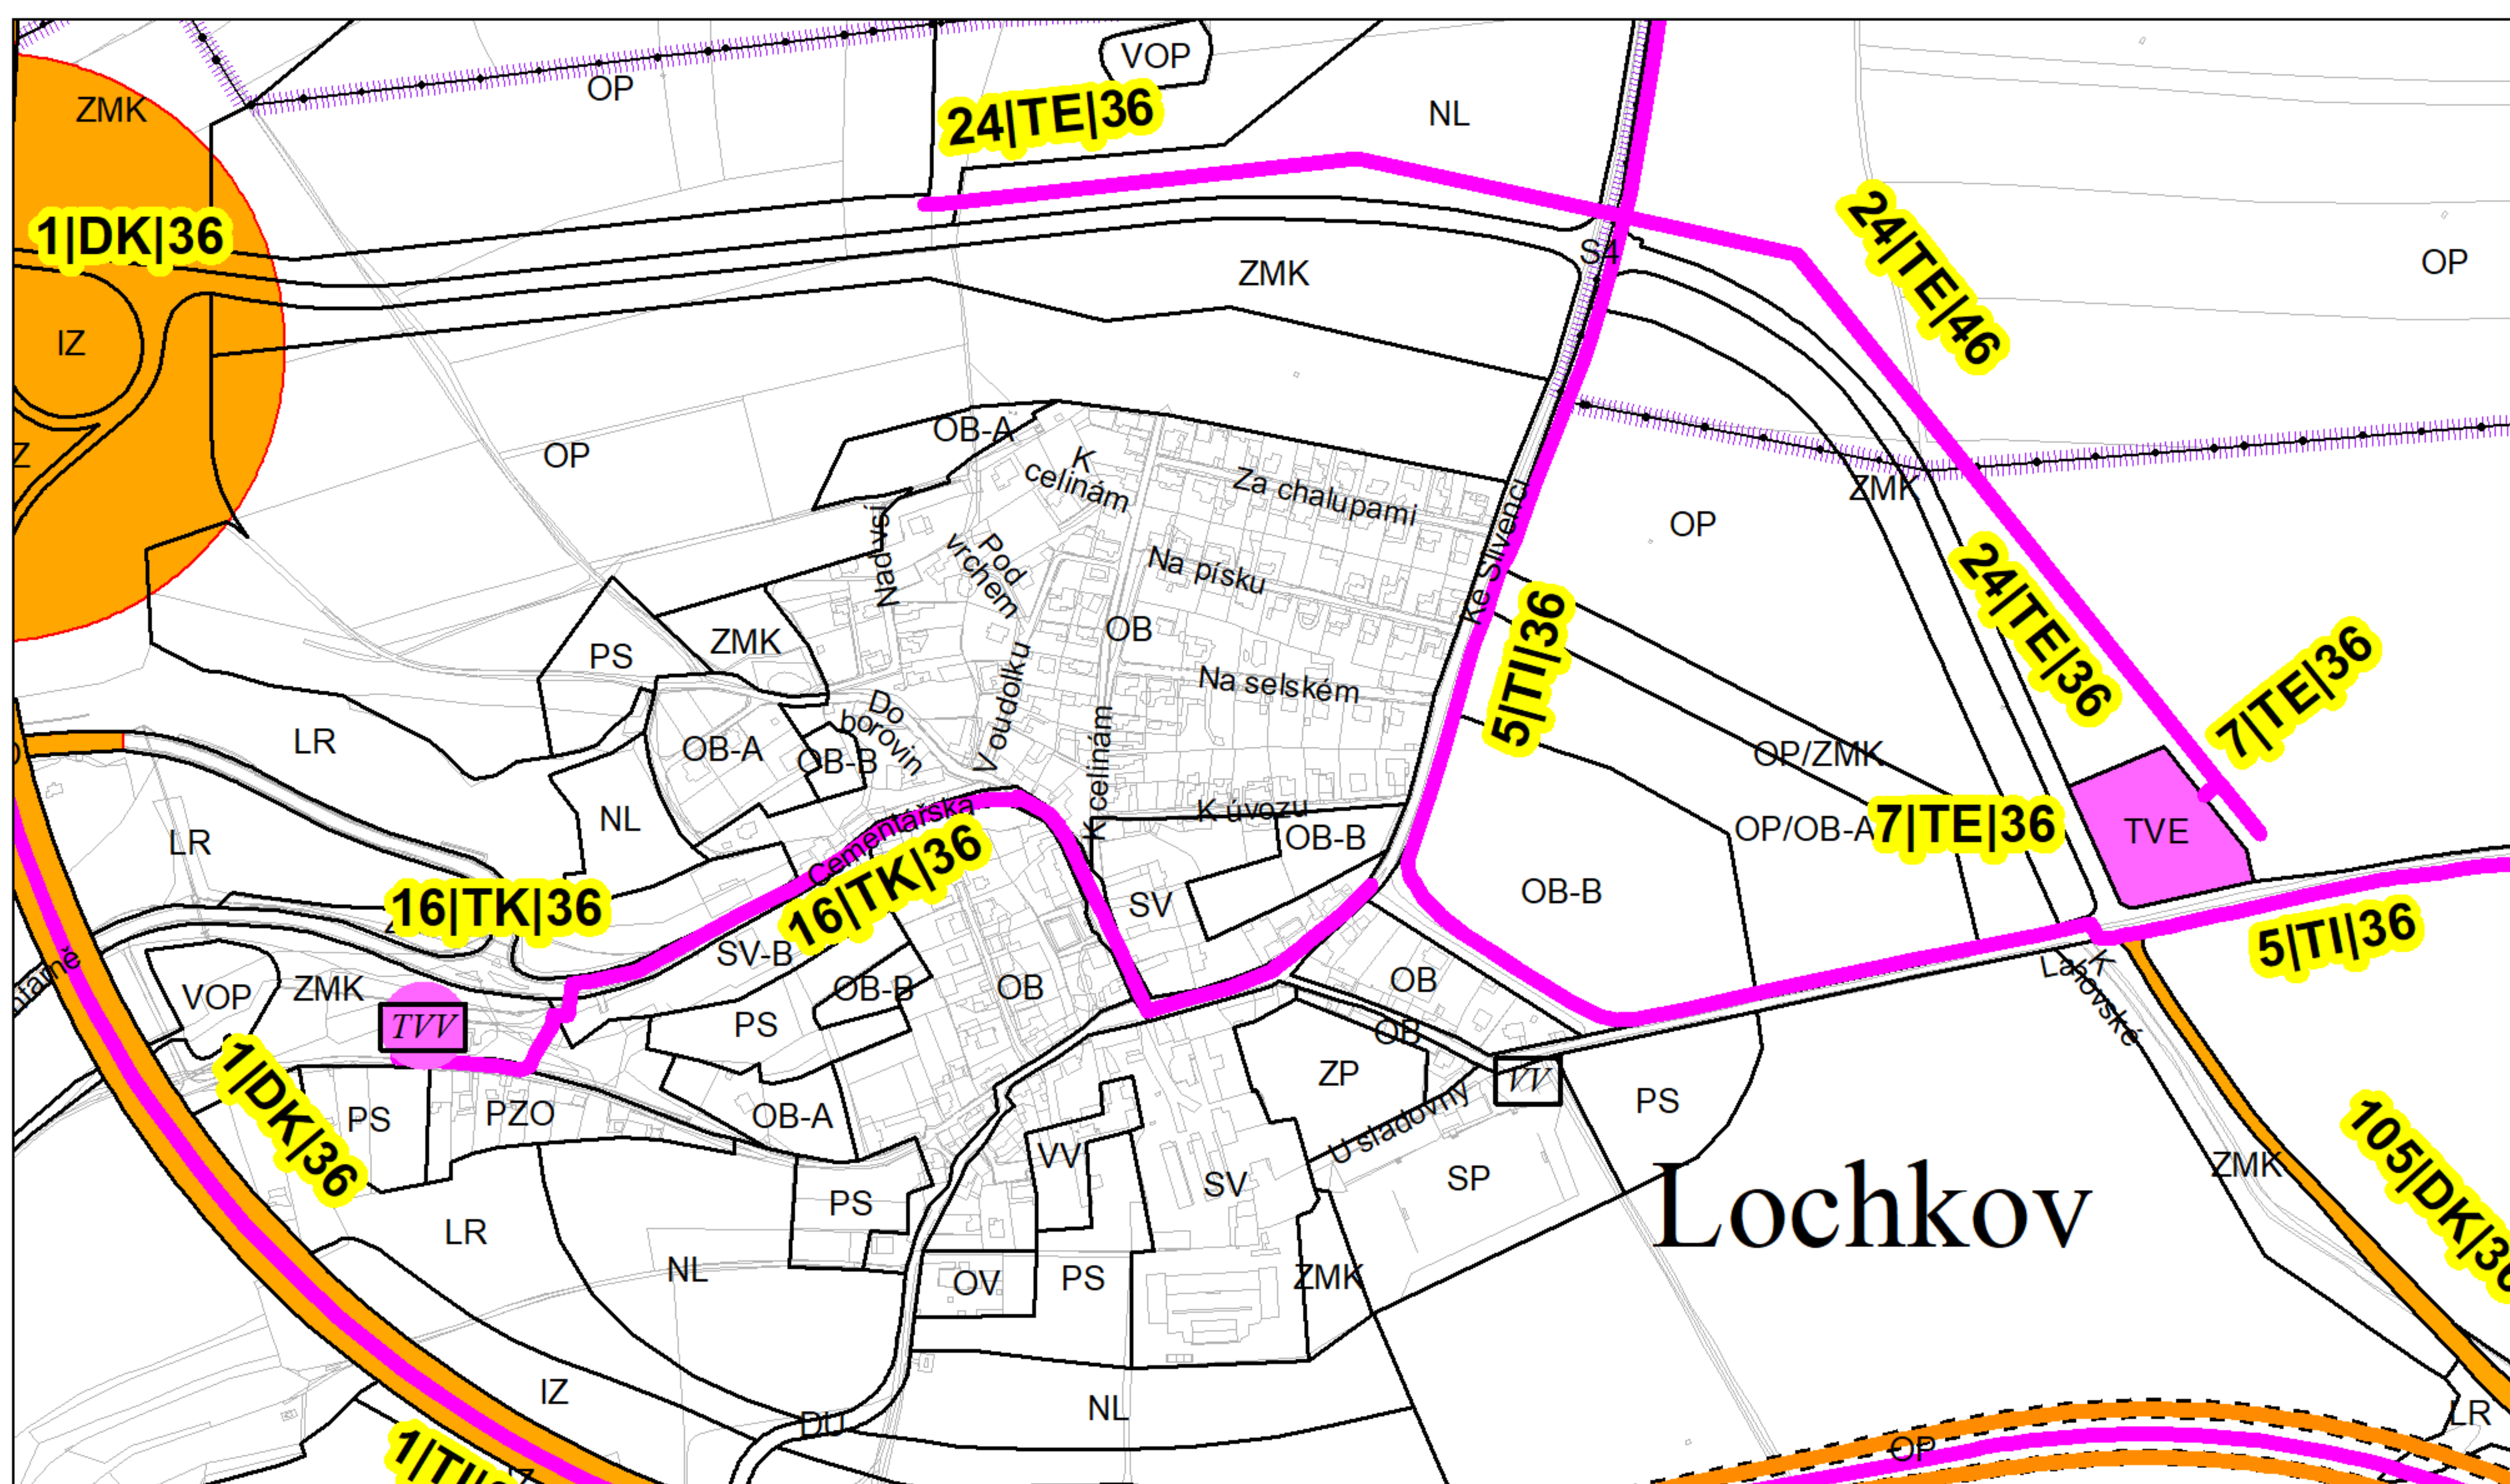 VOP
OP
ZMK
24|TE|36
NL
1|DK|36
24|TE|46
S4
OP
ZMK
IZ
OB-A
OP
K
celinám
Za chalupami
ZMK
OP
Nad vsí
Pod
vrchem
Na písku
Ke Slivenci
24|TE|36
OB
5|TI|36
PS
ZMK
7|TE|36
Na selském
V oudolku
Do
borovin
LR
OB-A
OB-B
K celinám
OP/ZMK
NL
Cementářská
K úvozu
OB-B
OP/OB-A
7|TE|36
TVE
LR
16|TK|36
16|TK|36
SV
OB-B
5|TI|36
SV-B
VOP
ZMK
OB-B
OB
OB
K
Lahovské
TVV
PS
OB
ZP
VV
PS
1|DK|36
PS
PZO
OB-A
U sladovny
105|DK|36
VV
SV
SP
ZMK
Lochkov
PS
LR
NL
OV
PS
ZMK
IZ
DU
NL
LR
OP